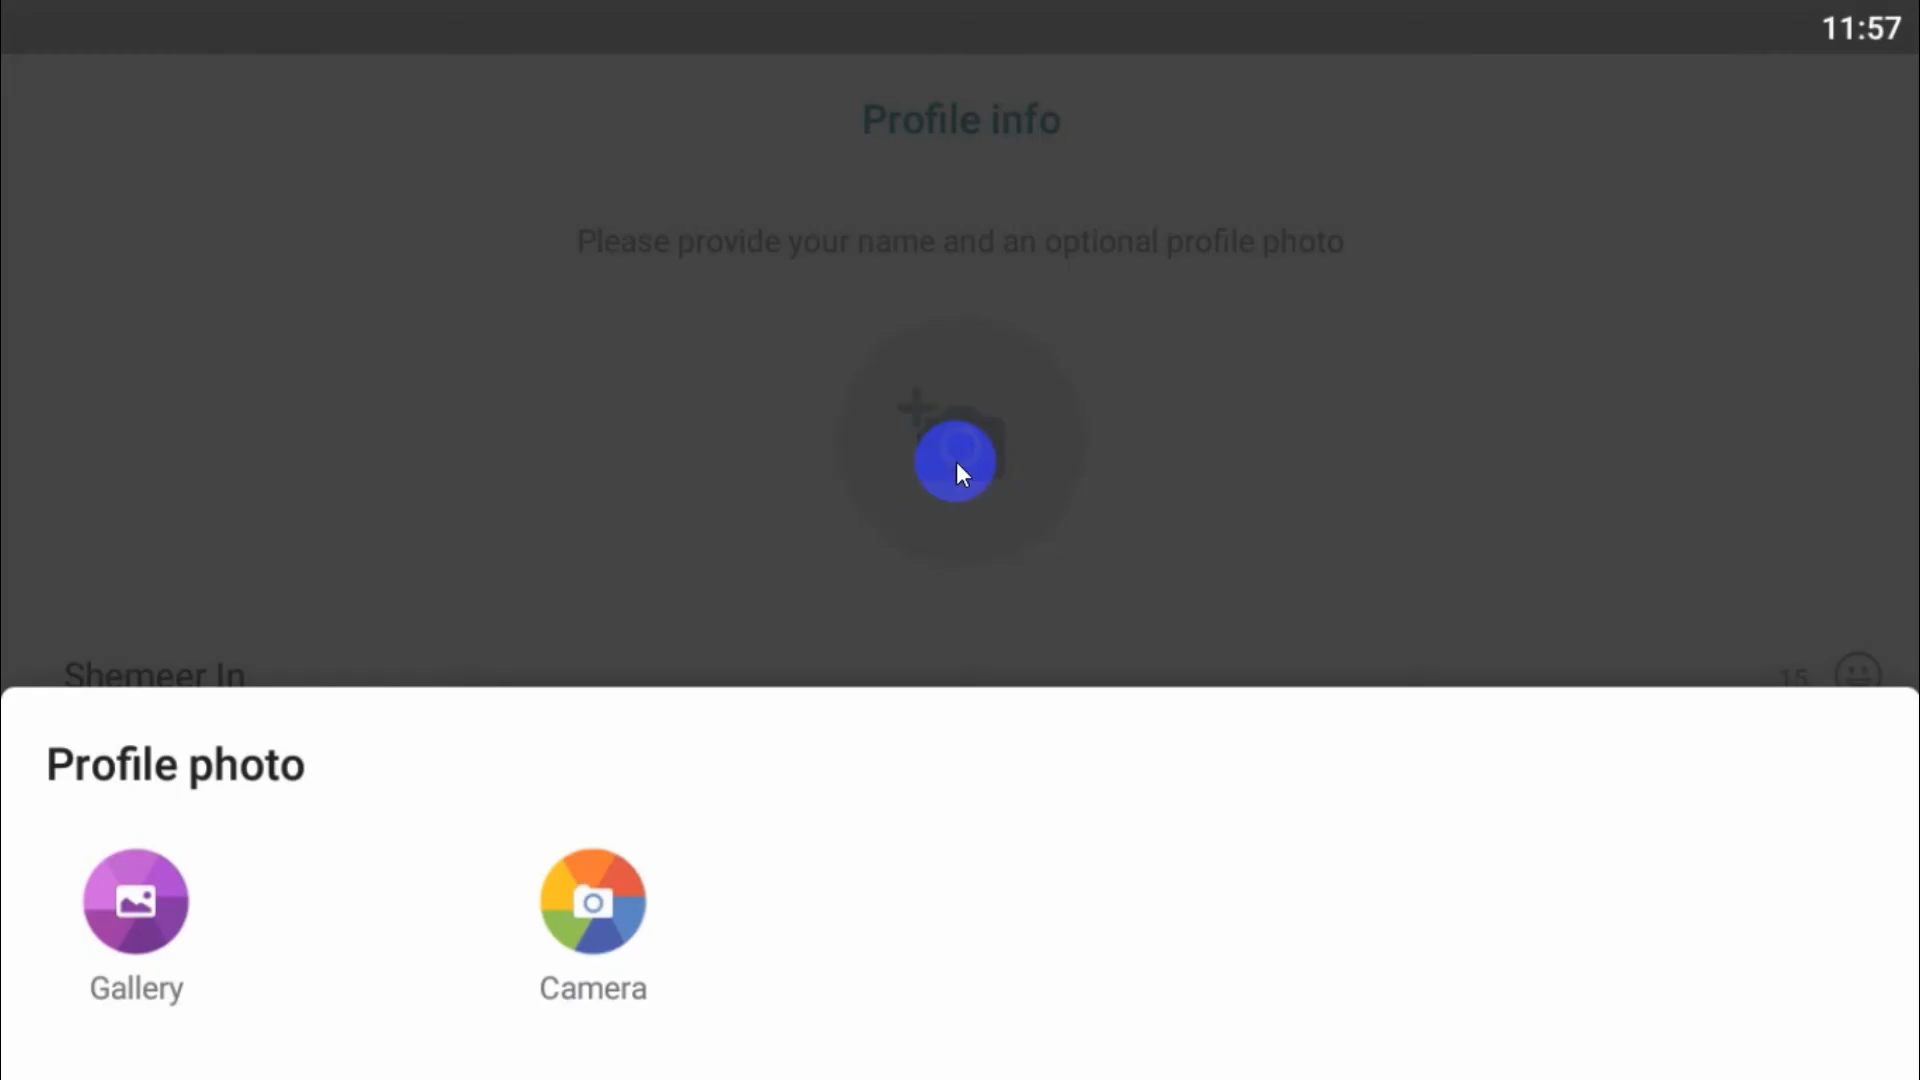 11:57
Profile info
Please provide your name and an optional profile photo
Shemeer In
15
Profile photo
Gallery
Camera